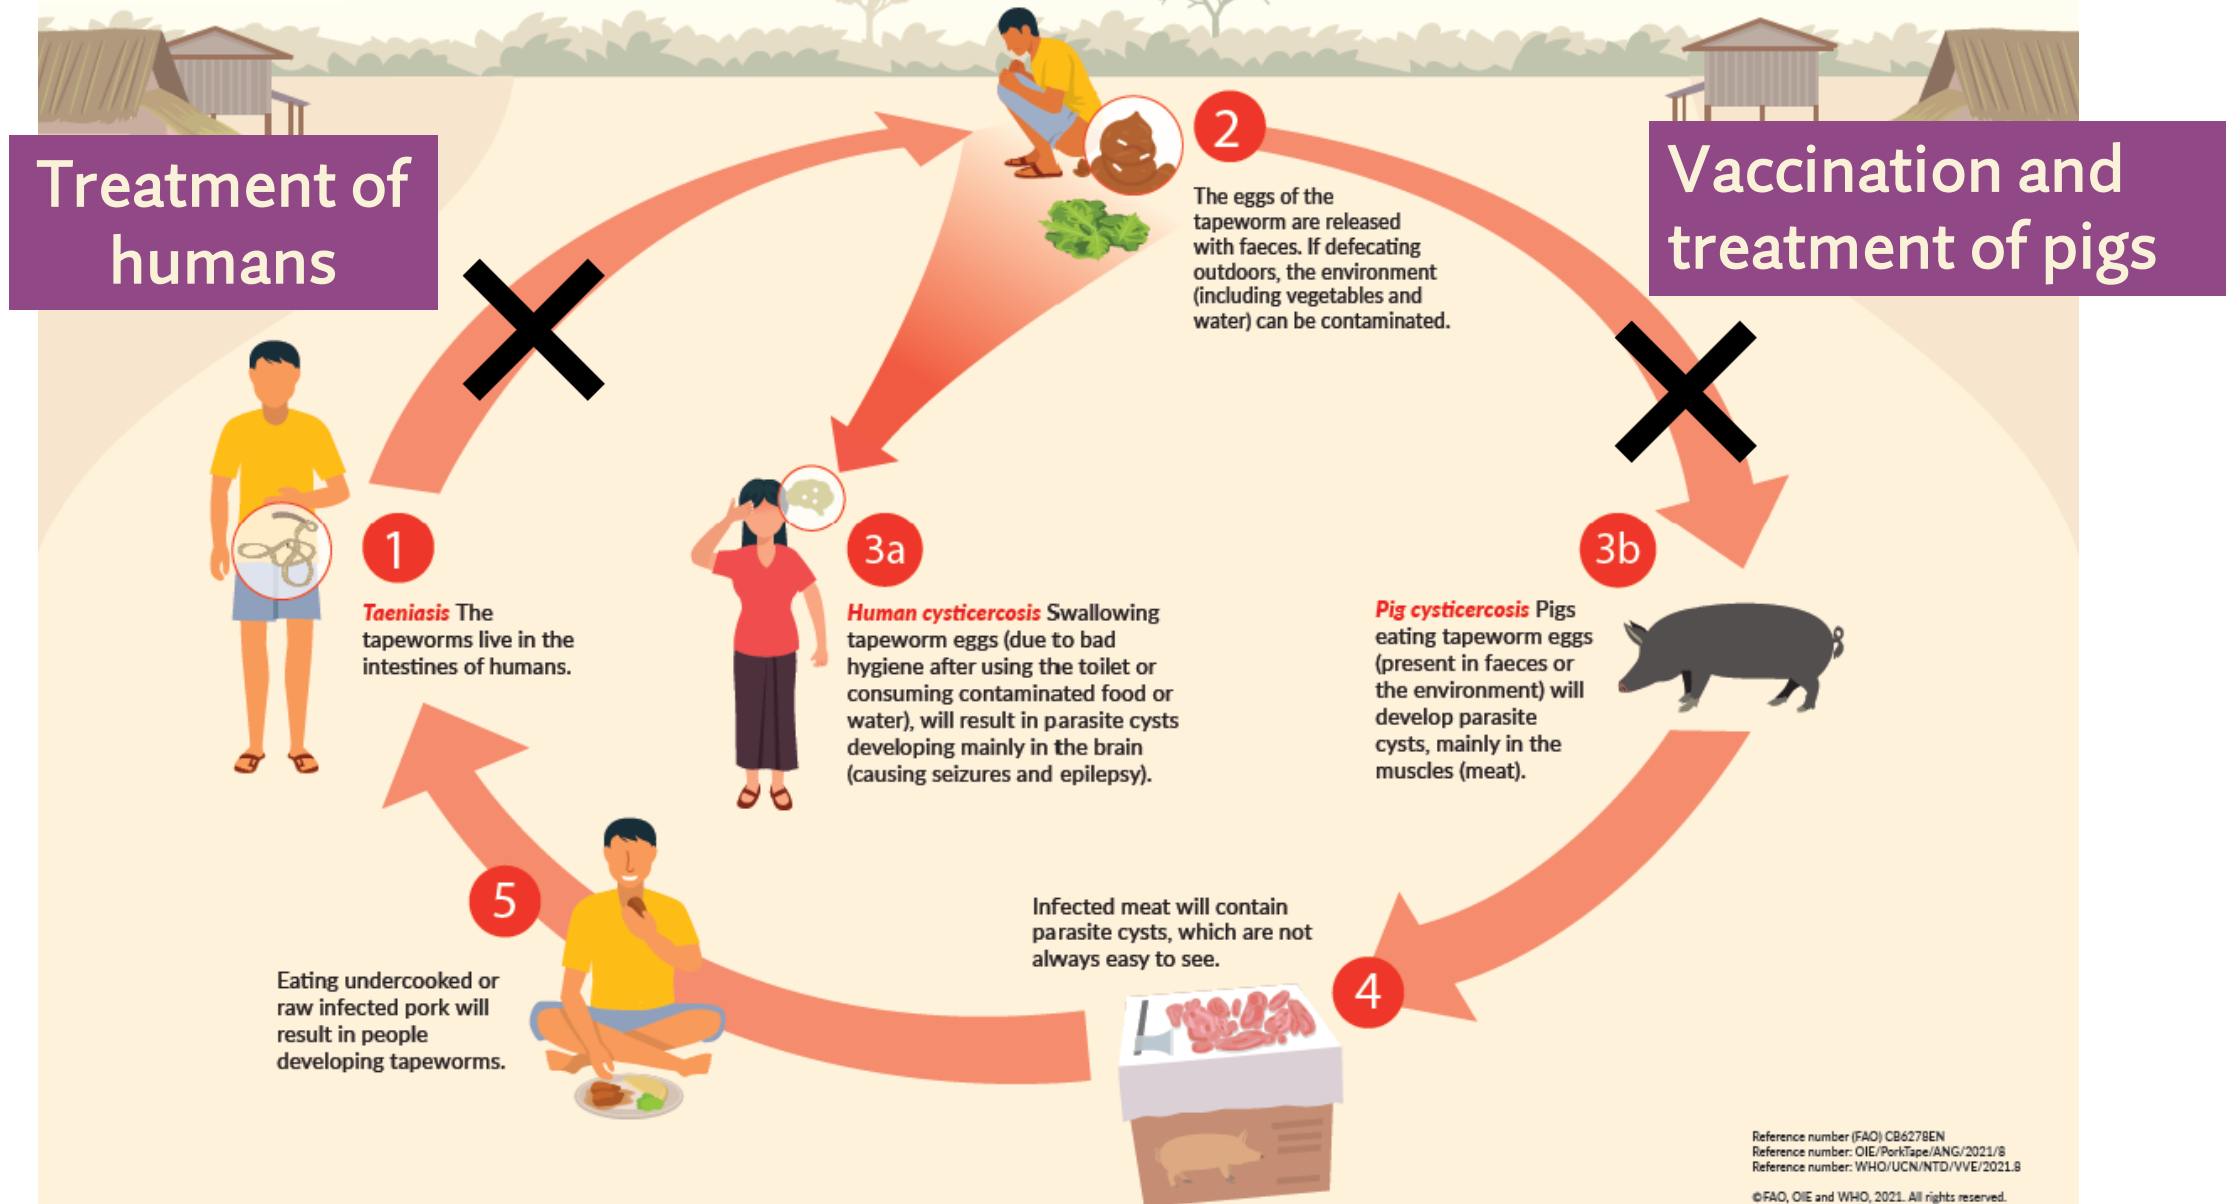 Treatment of
humans
Vaccination and
treatment of pigs
2
The eggs of the
tapeworm are released
with faeces. If defecating
outdoors, the environment
(including vegetables and
water) can be contaminated.
1
Taeniasis The
tapeworms live in the
intestines of humans.
3a
Human cysticercosis Swallowing
tapeworm eggs (due to bad
hygiene after using the toilet or
consuming contaminated food or
water), will result in parasite cysts
developing mainly in the brain
(causing seizures and epilepsy).
3b
Pig cysticercosis Pigs
eating tapeworm eggs
(present in faeces or
the environment) will
develop parasite
cysts, mainly in the
muscles (meat).
4
Infected meat will contain
parasite cysts, which are not
always easy to see.
5
Eating undercooked or
raw infected pork will
result in people
developing tapeworms.
Reference number (FAO) CB6278EN
Reference number: OIE/PorkTape/ANG/2021/8
Reference number: WHO/UCN/NTD/VVE/2021.8
©FAO, OIE and WHO, 2021. All rights reserved.